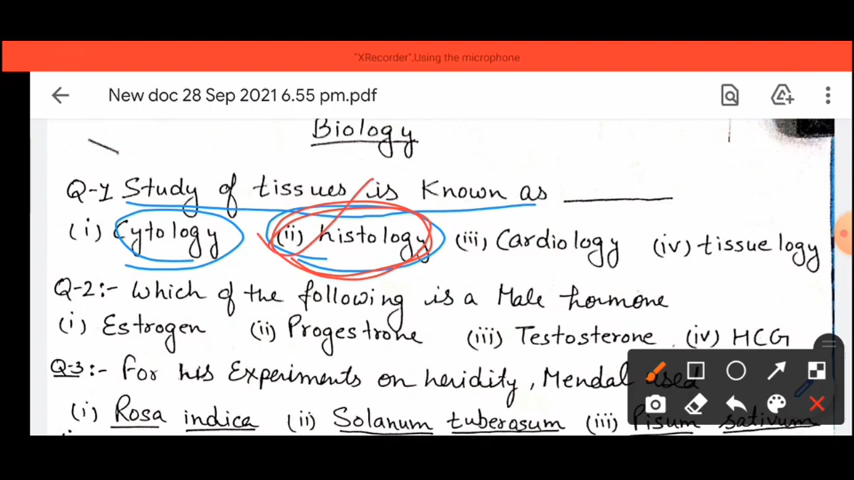 "XRecorder",Using the microphone
New doc 28 Sep 2021 6.55 pm.pdf
Biology
Q-1 Study of tissues is Known as ________
(i) Cytology (ii) histology (iii) Cardiology (iv) tissue logy
Q-2:- Which of the following is a Male hormone
(i) Estrogen (ii) Progestrone (iii) Testosterone (iv) HCG
Q-3:- For his Experiments on heridity, Mendal used
(i) Rosa indica (ii) Solanum tuberasum (iii) Pisum sativum